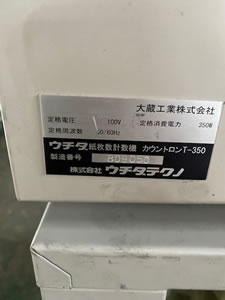 大蔵工業株式会社
定格電圧 100V 定格消費電力 350W
定格周波数 50/60Hz
ウチダ紙枚数計数機 カウントロンT-350
製造番号 809053
株式会社ウチダテクノ